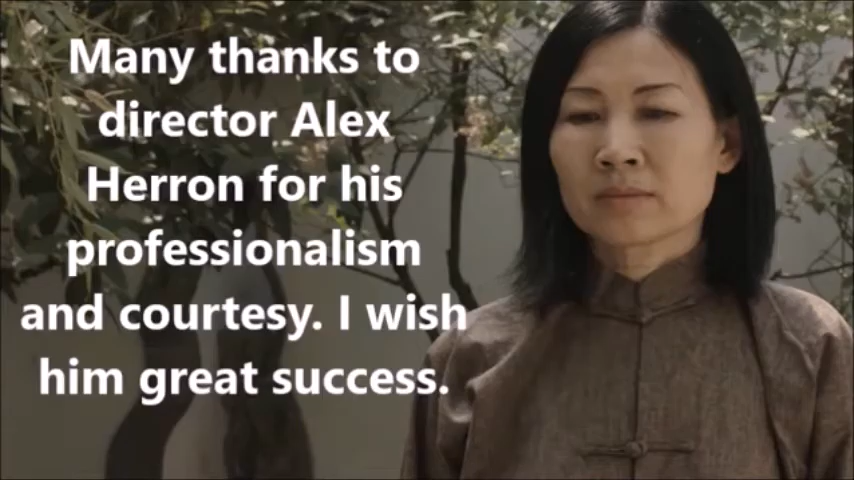 Many thanks to
director Alex
Herron for his
professionalism
and courtesy. I wish
him great success.